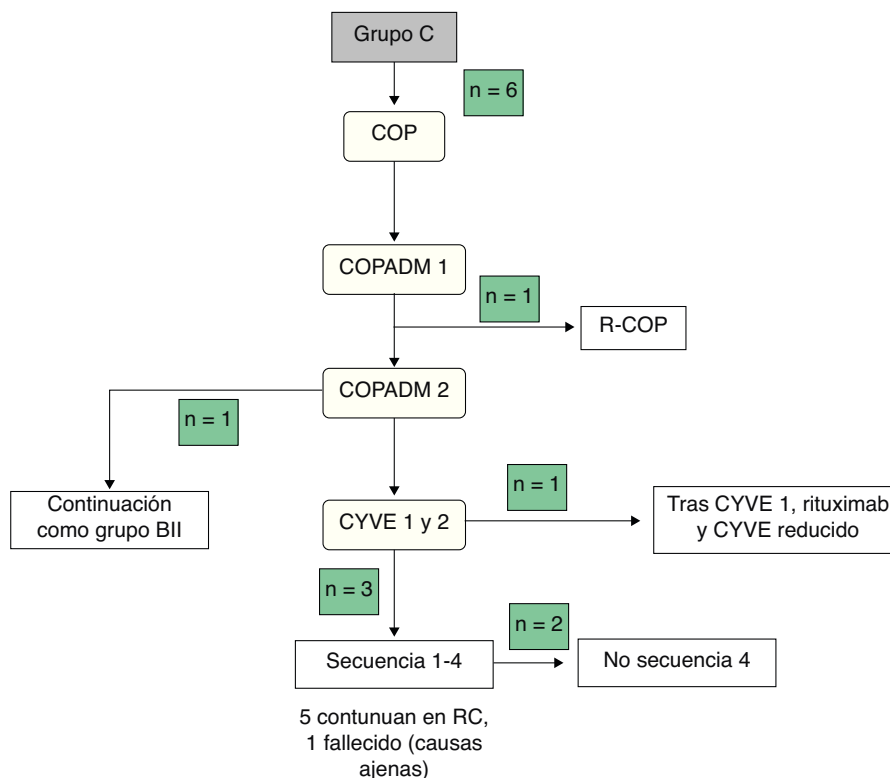 Grupo C
n = 6
COP
COPADM 1
n = 1
R-COP
COPADM 2
n = 1
Continuación
como grupo BII
CYVE 1 y 2
n = 1
Tras CYVE 1, rituximab
y CYVE reducido
n = 3
Secuencia 1-4
n = 2
No secuencia 4
5 contunuan en RC,
1 fallecido (causas
ajenas)